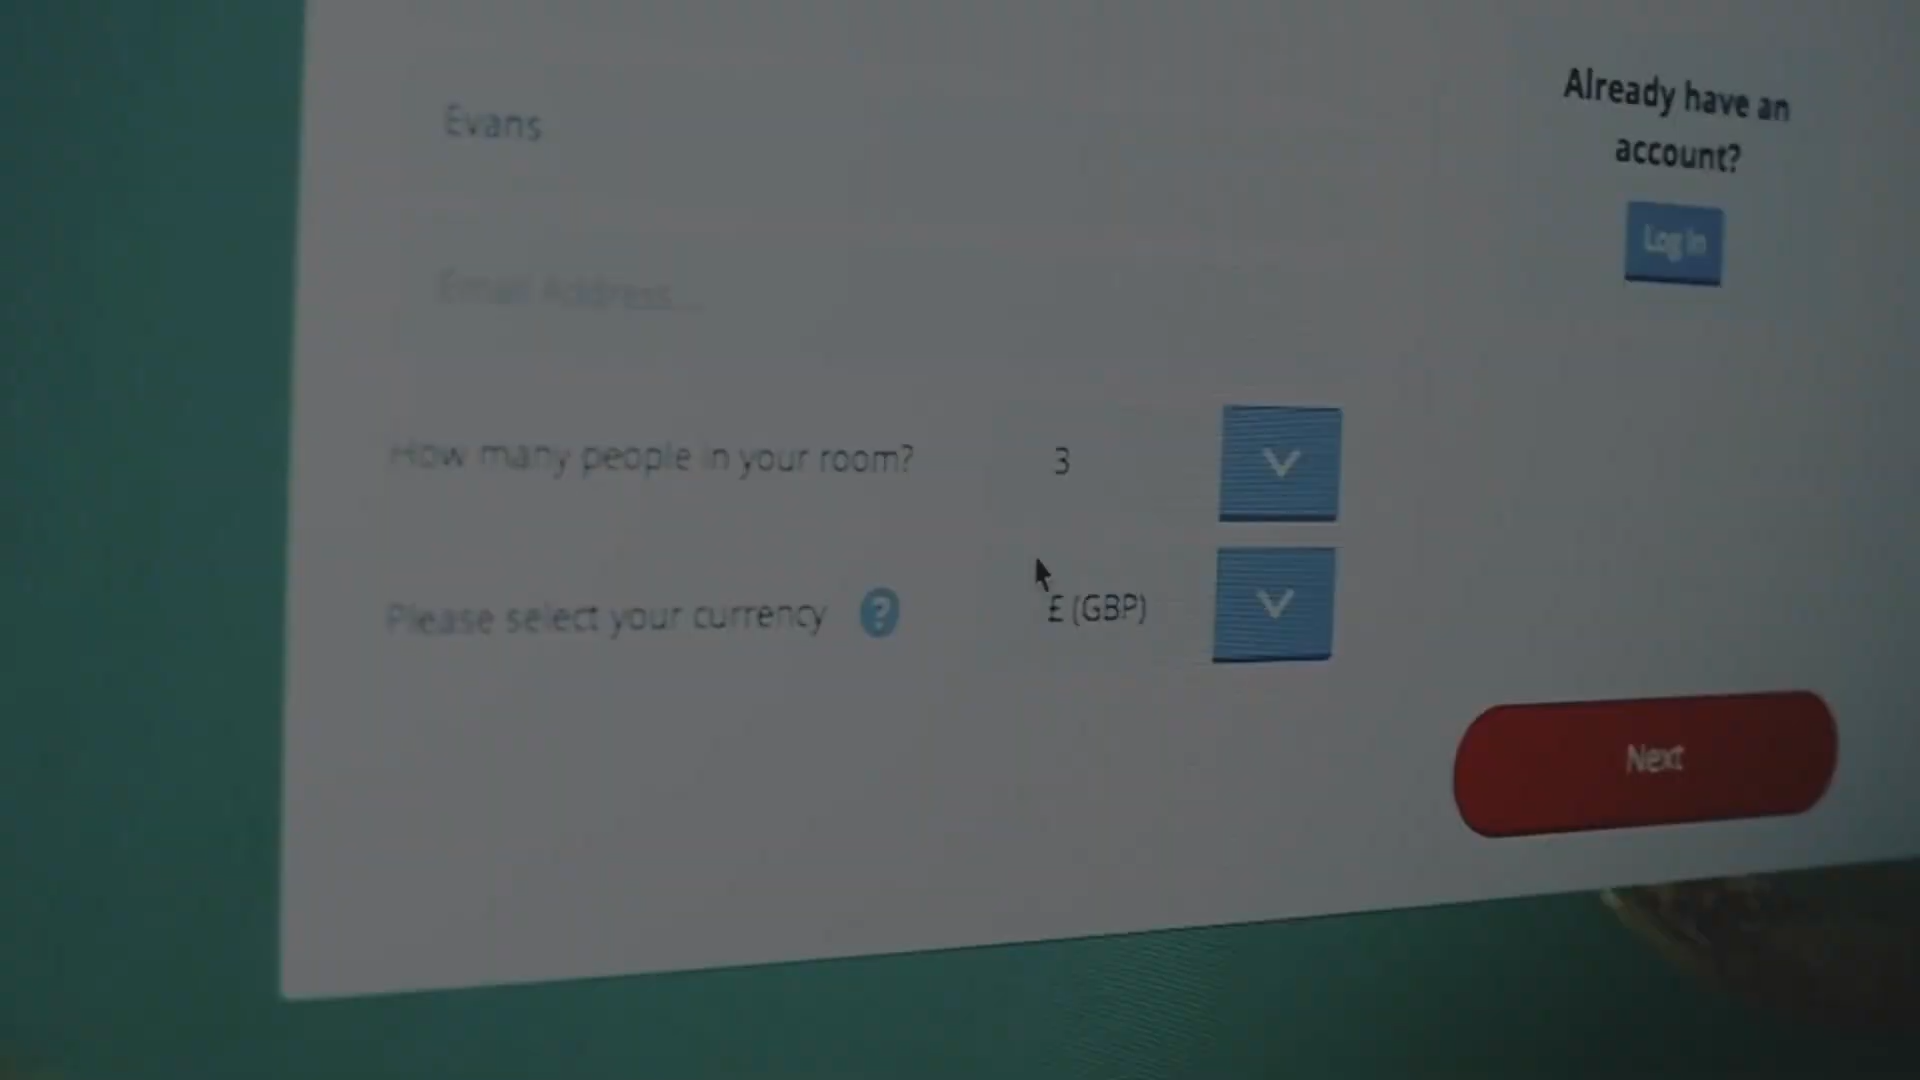 Already have an
account?
Evans
Log in
Email Address...
How many people in your room?
3
Please select your currency
?
£ (GBP)
Next